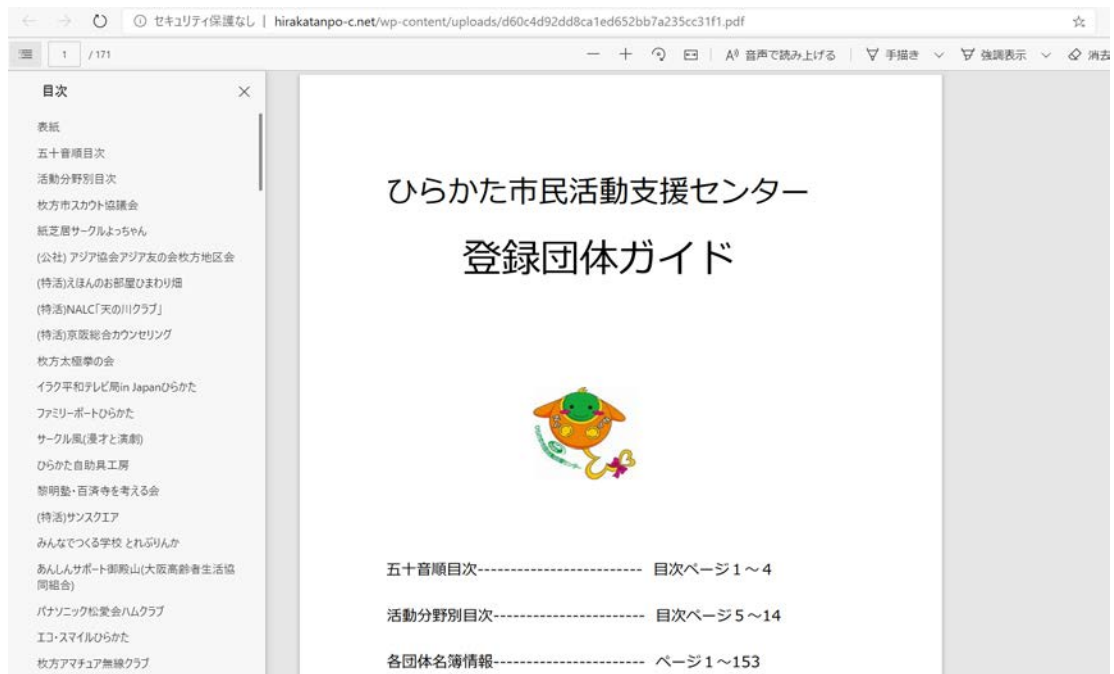 セキュリティ保護なし | hirakatanpo-c.net/wp-content/uploads/d60c4d92dd8ca1ed652bb7a235cc31f1.pdf
1 / 171
音声で読み上げる
手描き
強調表示
消去
目次
表紙
五十音順目次
活動分野別目次
枚方市スカウト協議会
紙芝居サークルよっちゃん
(公社) アジア協会アジア友の会枚方地区会
(特活)えほんのお部屋ひまわり畑
(特活)NALC「天の川クラブ」
(特活)京阪総合カウンセリング
枚方太極拳の会
イラク平和テレビ局in Japanひらかた
ファミリーポートひらかた
サークル風(漫才と演劇)
ひらかた自助具工房
黎明塾・百済寺を考える会
(特活)サンスクエア
みんなでつくる学校 とれぶりんか
あんしんサポート御殿山(大阪高齢者生活協
同組合)
パナソニック松愛会ハムクラブ
エコ・スマイルひらかた
枚方アマチュア無線クラブ
ひらかた市民活動支援センター
登録団体ガイド
五十音順目次------------------------- 目次ページ１～４
活動分野別目次----------------------- 目次ページ５～14
各団体名簿情報----------------------- ページ１～153